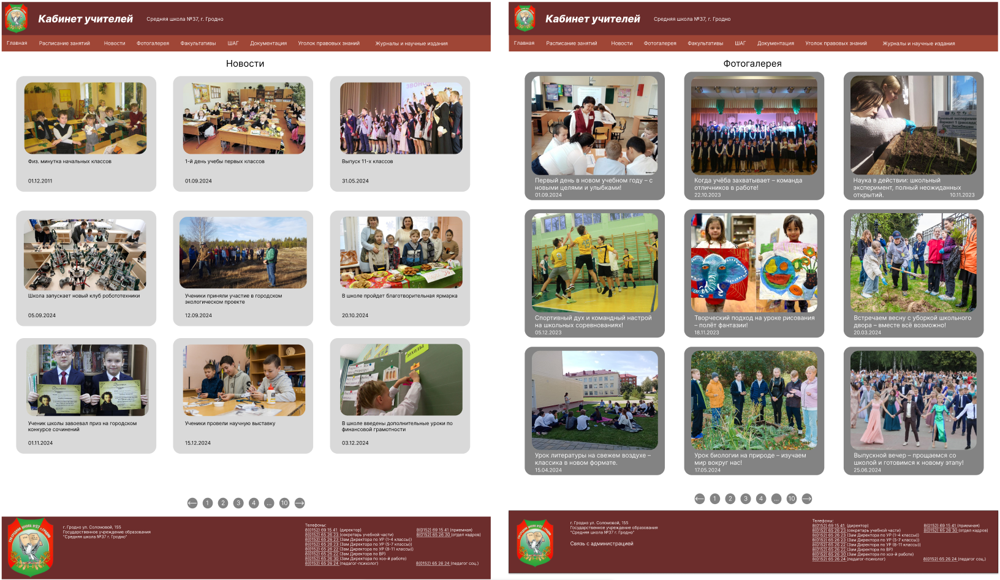 Кабинет учителей
Средняя школа №37, г. Гродно
Главная
Расписание занятий
Новости
Фотогалерея
Факультативы
ШАГ
Документация
Уголок правовых знаний
Журналы и научные издания
Новости
Физ. минутка начальных классов
01.12.2011
1-й день учебы первых классов
01.09.2024
Выпуск 11-х классов
31.05.2024
Школа запускает новый клуб робототехники
05.09.2024
Ученики приняли участие в городском
экологическом проекте
12.09.2024
В школе пройдет благотворительная ярмарка
20.10.2024
Ученик школы завоевал приз на городском
конкурсе сочинений
01.11.2024
Ученики провели научную выставку
15.12.2024
доходы
В школе введены дополнительные уроки по
финансовой грамотности
03.12.2024
1
2
3
4
...
10
г. Гродно ул. Соломовой, 155
Государственное учреждение образования
"Средняя школа №37 г. Гродно"
Телефоны:
8(0152) 69 15 41 (директор)
8(0152) 69 15 41 (приемная)
8(0152) 65 26 23 (секретарь учебной части)
8(0152) 65 26 30 (отдел кадров)
8(0152) 65 26 23 (Зам Директора по УР (1-4 классы))
8(0152) 65 26 23 (Зам Директора по УР (5-7 классы))
8(0152) 65 26 22 (Зам Директора по УР (8-11 классы))
8(0152) 65 26 22 (Зам Директора по ВР)
8(0152) 65 26 30 (Зам Директора по хоз-й работе)
8(0152) 65 26 24 (педагог-психолог)
8(0152) 65 26 24 (педагог соц.)
Кабинет учителей
Средняя школа №37, г. Гродно
Главная
Расписание занятий
Новости
Фотогалерея
Факультативы
ШАГ
Документация
Уголок правовых знаний
Журналы и научные издания
Фотогалерея
Первый день в новом учебном году – с
новыми целями и улыбками!
01.09.2024
Когда учёба захватывает – команда
отличников в работе!
22.10.2023
Вариант 1 (рассада)
Наука в действии: школьный
эксперимент, полный неожиданных
открытий.
10.11.2023
Спортивный дух и командный настрой
на школьных соревнованиях!
05.12.2023
Творческий подход на уроке рисования
– полёт фантазии!
18.11.2023
Встречаем весну с уборкой школьного
двора – вместе всё возможно!
20.03.2024
Урок литературы на свежем воздухе –
классика в новом формате.
15.04.2024
Урок биологии на природе – изучаем
мир вокруг нас!
17.05.2024
Выпускной вечер – прощаемся со
школой и готовимся к новому этапу!
25.06.2024
1
2
3
4
...
10
г. Гродно ул. Соломовой, 155
Государственное учреждение образования
"Средняя школа №37 г. Гродно"
Связь с администрацией
Телефоны:
8(0152) 69 15 41 (директор)
8(0152) 69 15 41 (приемная)
8(0152) 65 26 23 (секретарь учебной части)
8(0152) 65 26 30 (отдел кадров)
8(0152) 65 26 23 (Зам Директора по УР (1-4 классы))
8(0152) 65 26 23 (Зам Директора по УР (5-7 классы))
8(0152) 65 26 22 (Зам Директора по УР (8-11 классы))
8(0152) 65 26 22 (Зам Директора по ВР)
8(0152) 65 26 30 (Зам Директора по хоз-й работе)
8(0152) 65 26 24 (педагог-психолог)
8(0152) 65 26 24 (педагог соц.)